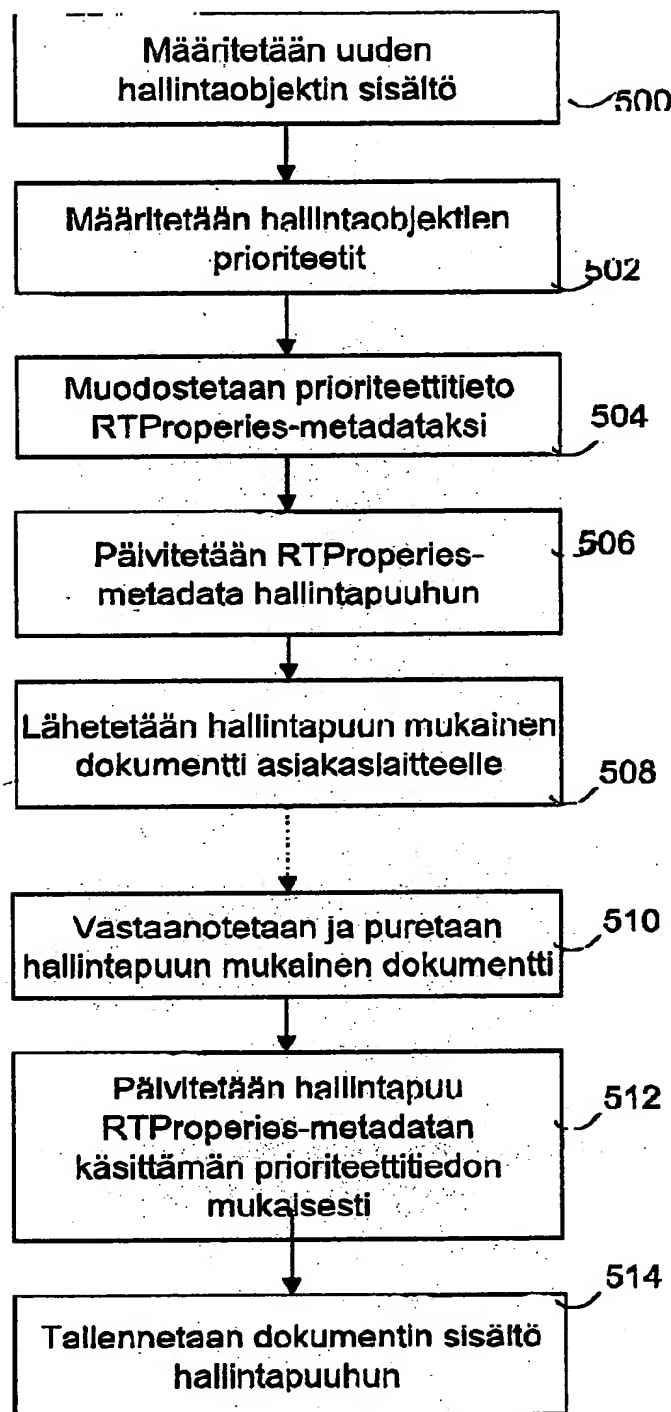 Määritetään uuden
hallintaobjektin sisältö
500
Määritetään hallintaobjektien
prioriteetit
502
Muodostetaan prioriteettitieto
RTProperies-metadataksi
504
Päivitetään RTProperies-
metadata hallintapuuhun
506
Lähetetään hallintapuun mukainen
dokumentti asiakaslaitteelle
508
Vastaanotetaan ja puretaan
hallintapuun mukainen dokumentti
510
Päivitetään hallintapuu
RTProperies-metadatan
käsittämän prioriteettitiedon
mukaisesti
512
514
Tallennetaan dokumentin sisältö
hallintapuuhun